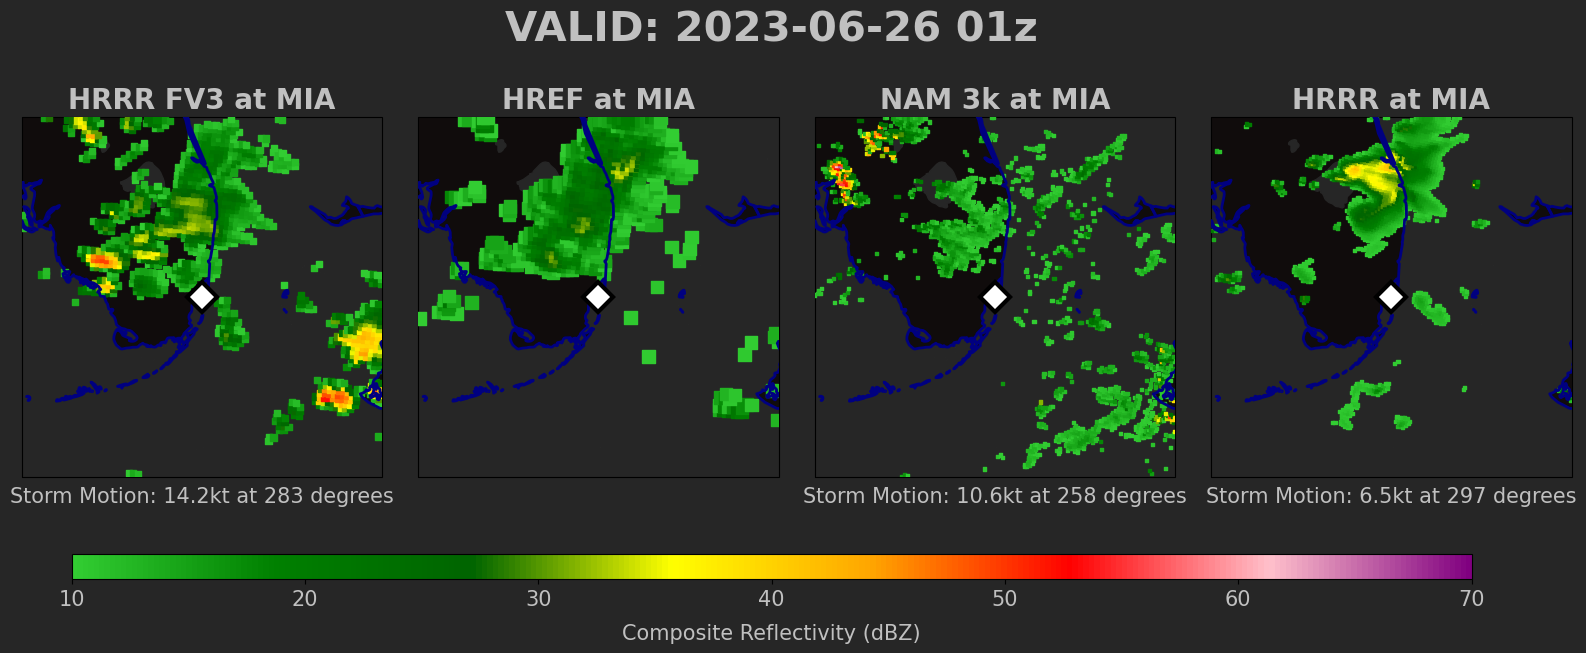 VALID: 2023-06-26 01z
HRRR FV3 at MIA
HREF at MIA
NAM 3k at MIA
HRRR at MIA
Storm Motion: 14.2kt at 283 degrees
Storm Motion: 10.6kt at 258 degrees
Storm Motion: 6.5kt at 297 degrees
10 20 30 40 50 60 70
Composite Reflectivity (dBZ)